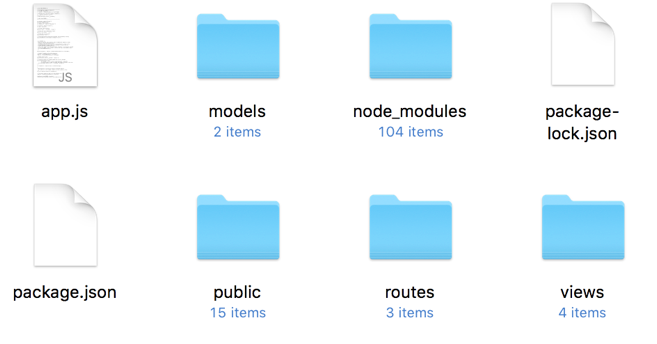 JS
app.js
models
2 items
node_modules
104 items
package-
lock.json
package.json
public
15 items
routes
3 items
views
4 items